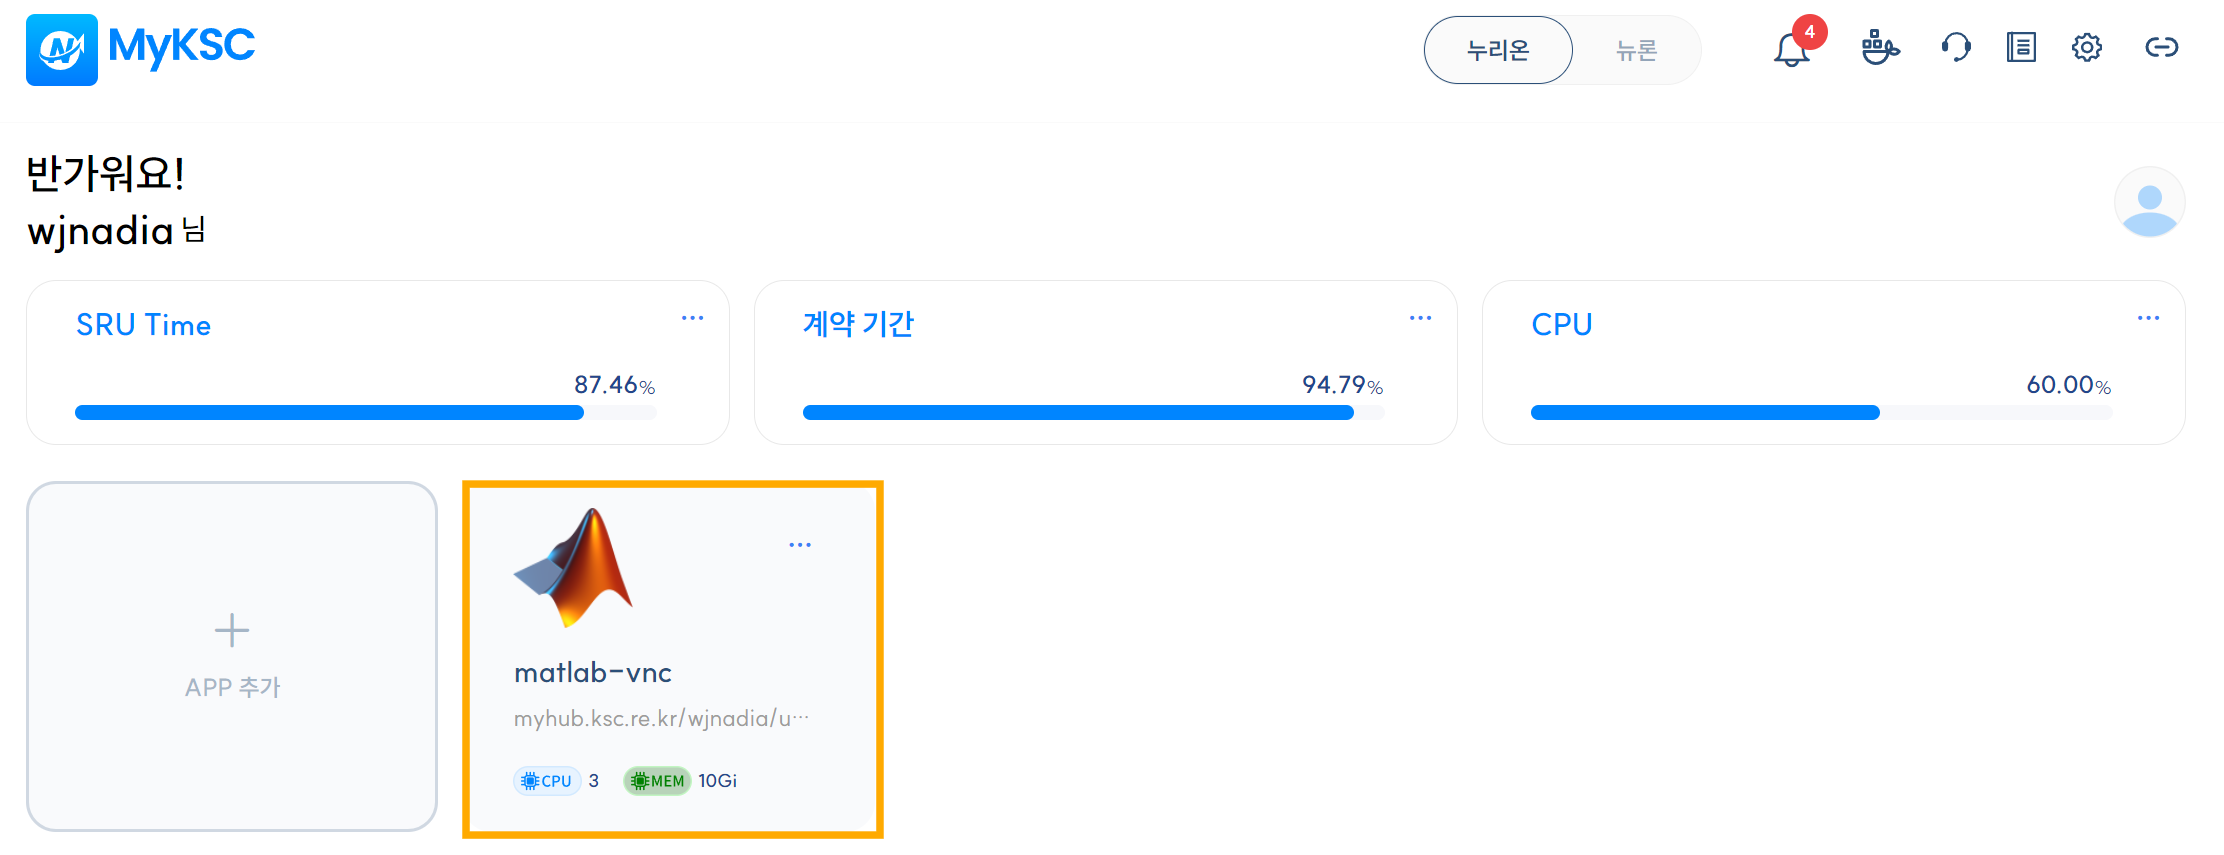 MyKSC
누리온
뉴론
4
반가워요!
wjnadia 님
SRU Time
87.46%
계약 기간
94.79%
CPU
60.00%
APP 추가
matlab-vnc
myhub.ksc.re.kr/wjnadia/u…
CPU 3 MEM 10Gi